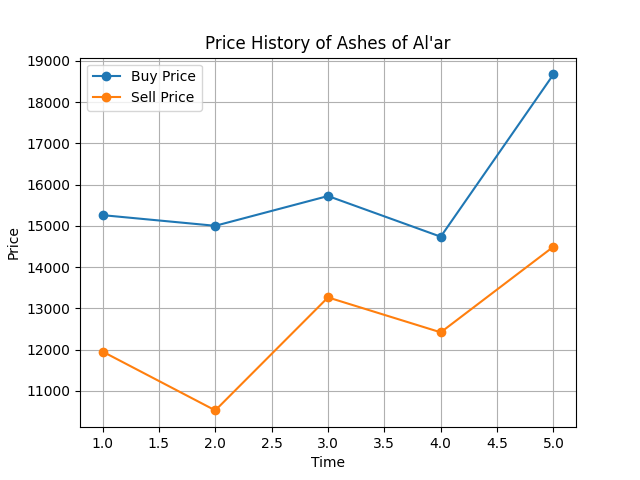 Price History of Ashes of Al'ar
Buy Price
Sell Price
19000
18000
17000
16000
15000
14000
13000
12000
11000
Price
1.0 1.5 2.0 2.5 3.0 3.5 4.0 4.5 5.0
Time